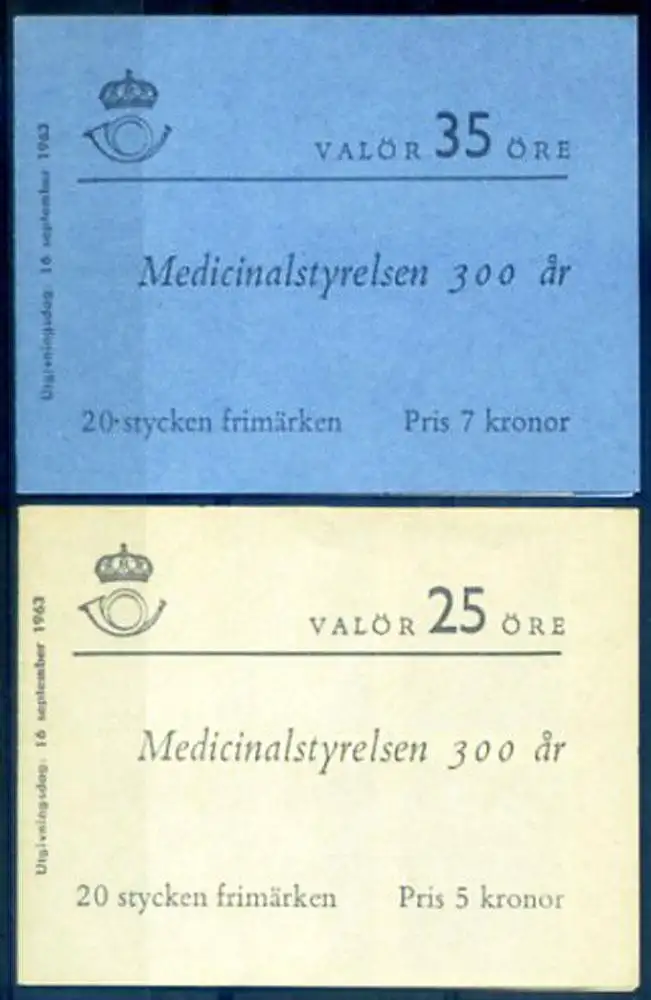 Utgivningsdag: 16 september 1963
VALÖR 35 ÖRE
Medicinalstyrelsen 300 år
20 stycken frimärken Pris 7 kronor
Utgivningsdag: 16 september 1963
VALÖR 25 ÖRE
Medicinalstyrelsen 300 år
20 stycken frimärken Pris 5 kronor